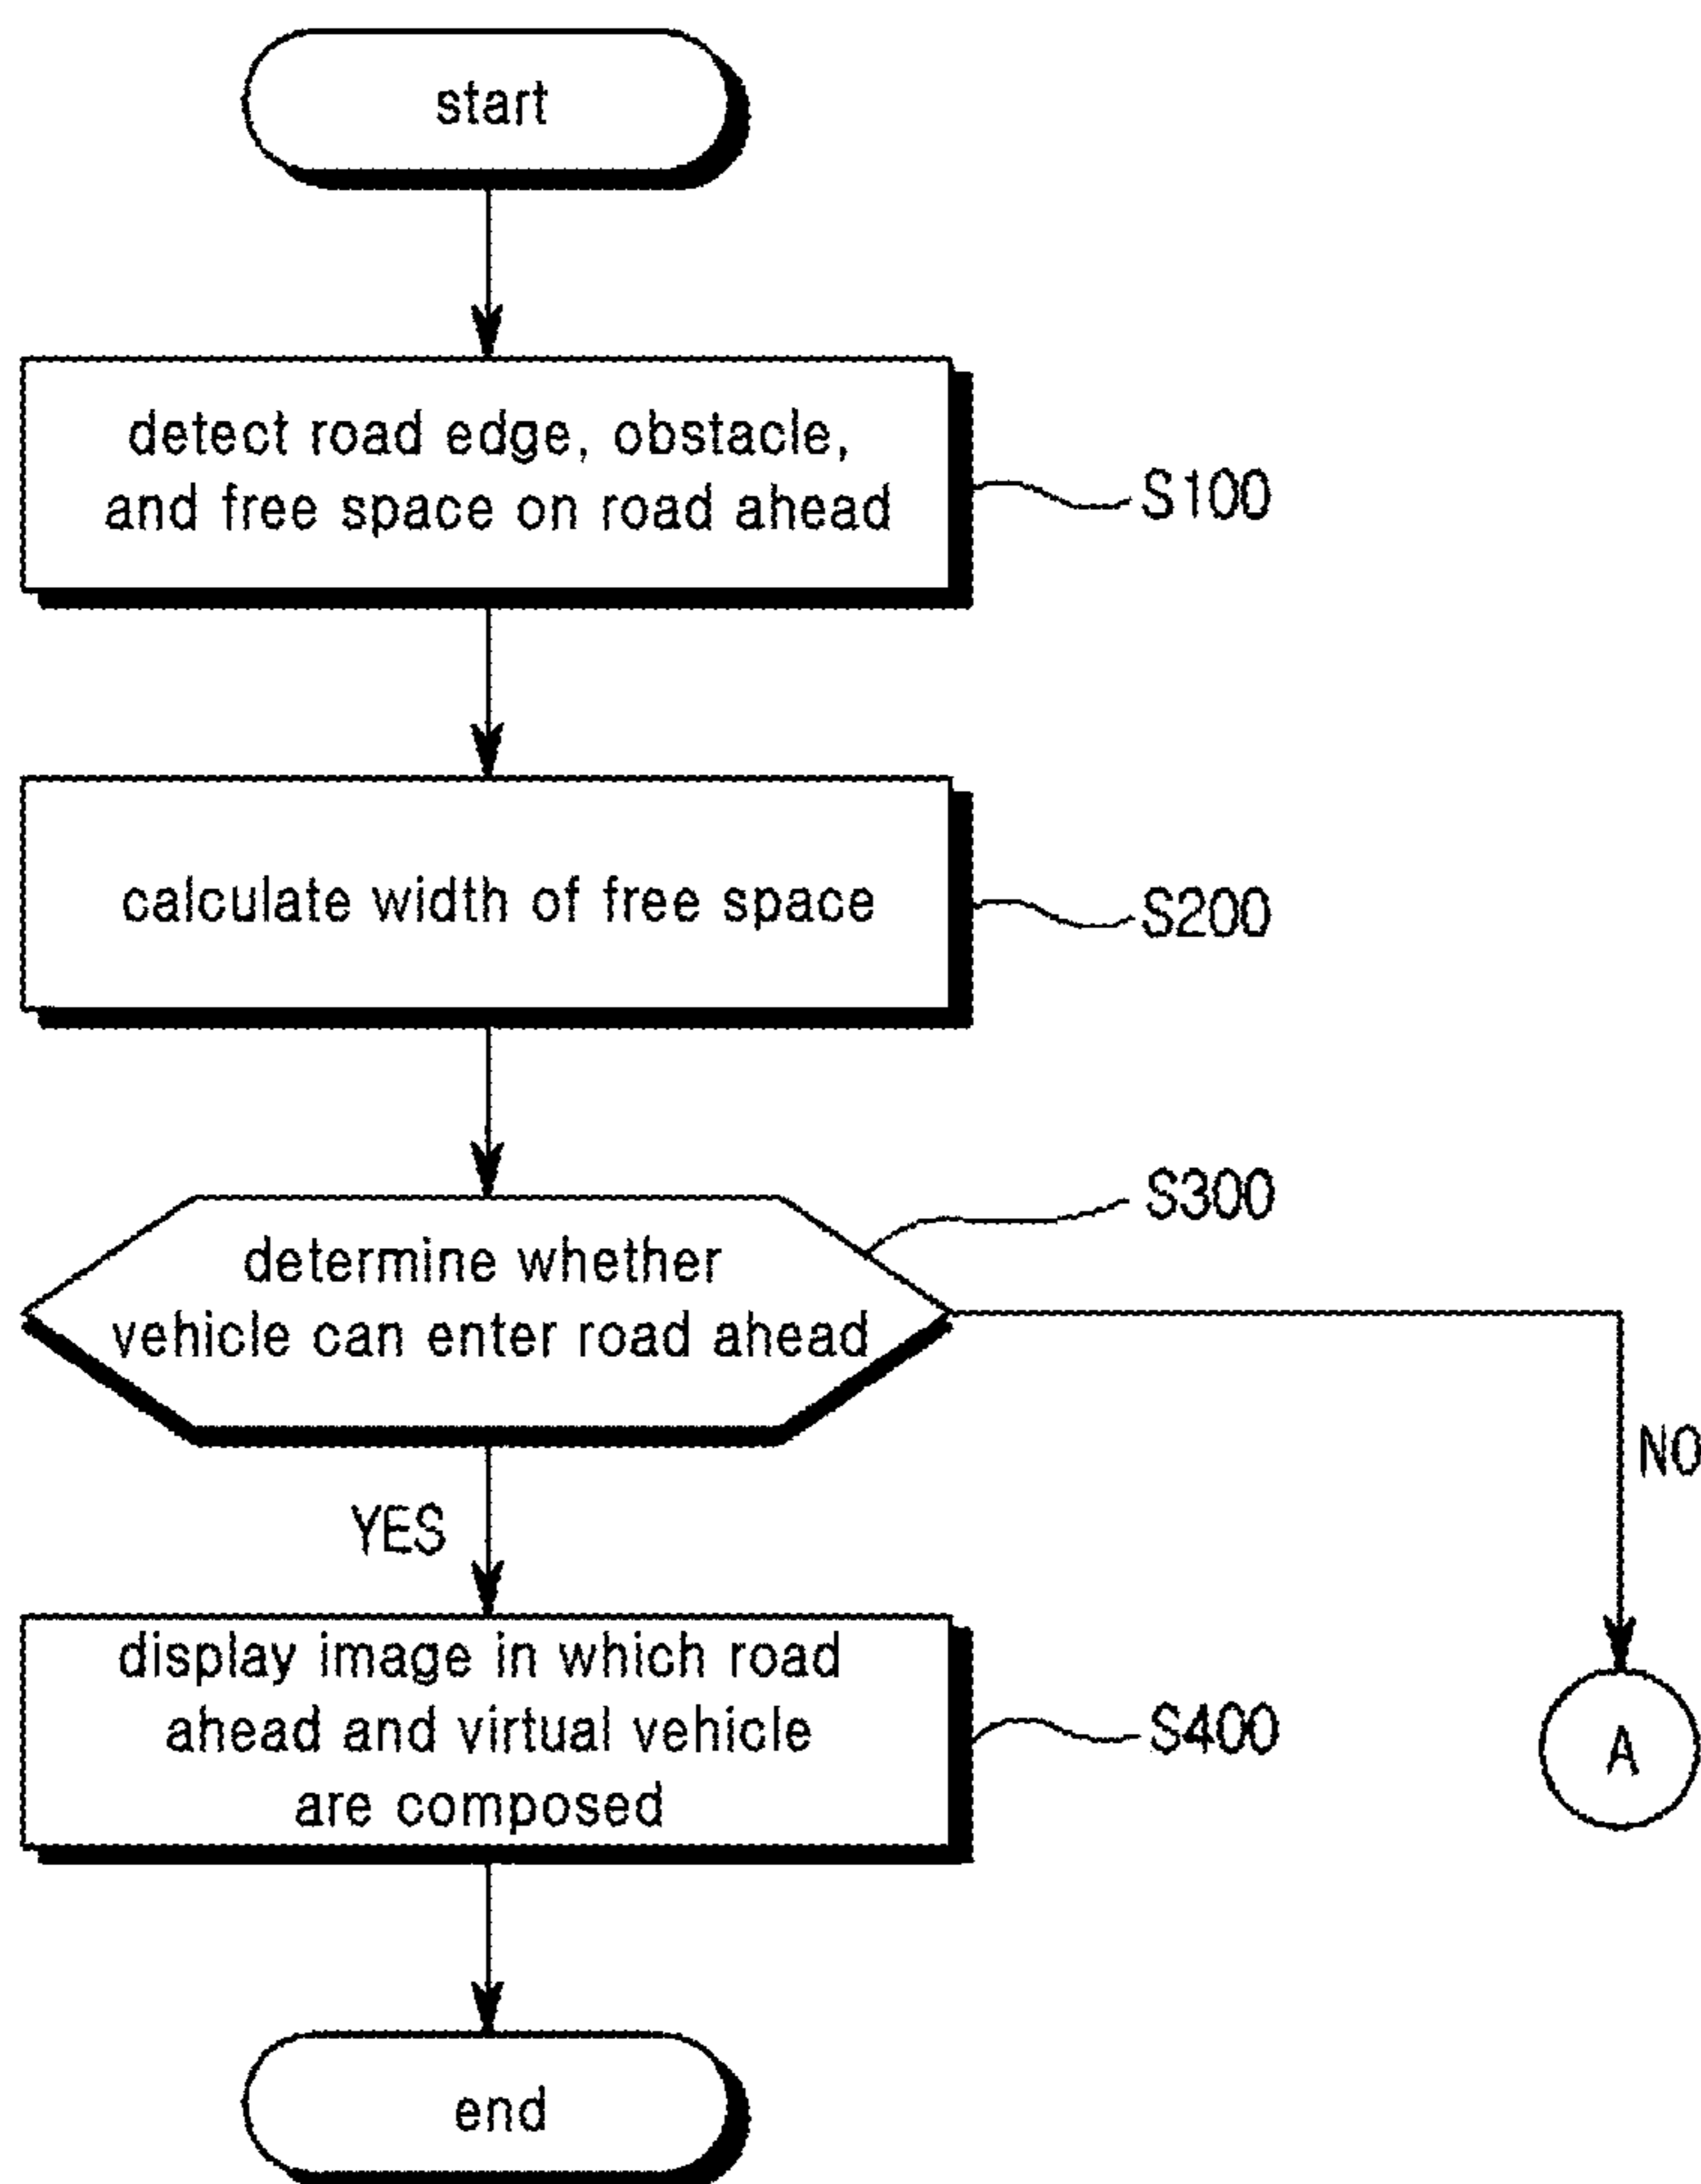 start
detect road edge, obstacle,
and free space on road ahead
S100
calculate width of free space
S200
S300
determine whether
vehicle can enter road ahead
NO
YES
display image in which road
ahead and virtual vehicle
are composed
S400
A
end